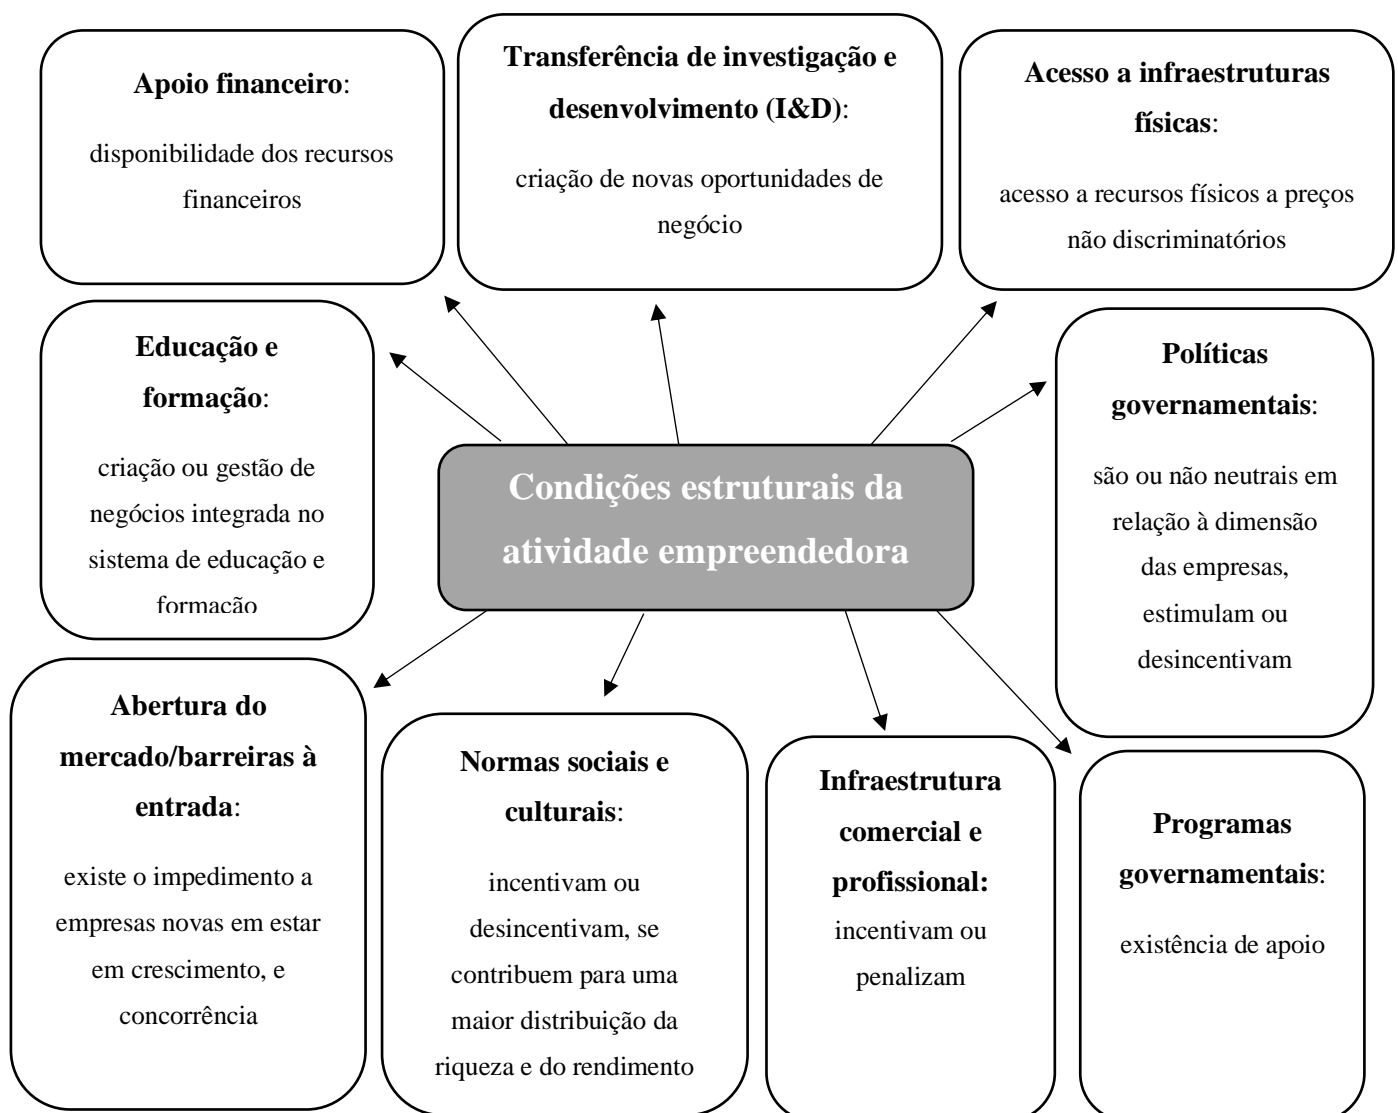 Apoio financeiro:
disponibilidade dos recursos
financeiros
Transferência de investigação e
desenvolvimento (I&D):
criação de novas oportunidades de
negócio
Acesso a infraestruturas
físicas:
acesso a recursos físicos a preços
não discriminatórios
Educação e
formação:
criação ou gestão de
negócios integrada no
sistema de educação e
formação
Condições estruturais da
atividade empreendedora
Políticas
governamentais:
são ou não neutrais em
relação à dimensão
das empresas,
estimulam ou
desincentivam
Abertura do
mercado/barreiras à
entrada:
existe o impedimento a
empresas novas em estar
em crescimento, e
concorrência
Normas sociais e
culturais:
incentivam ou
desincentivam, se
contribuem para uma
maior distribuição da
riqueza e do rendimento
Infraestrutura
comercial e
profissional:
incentivam ou
penalizam
Programas
governamentais:
existência de apoio